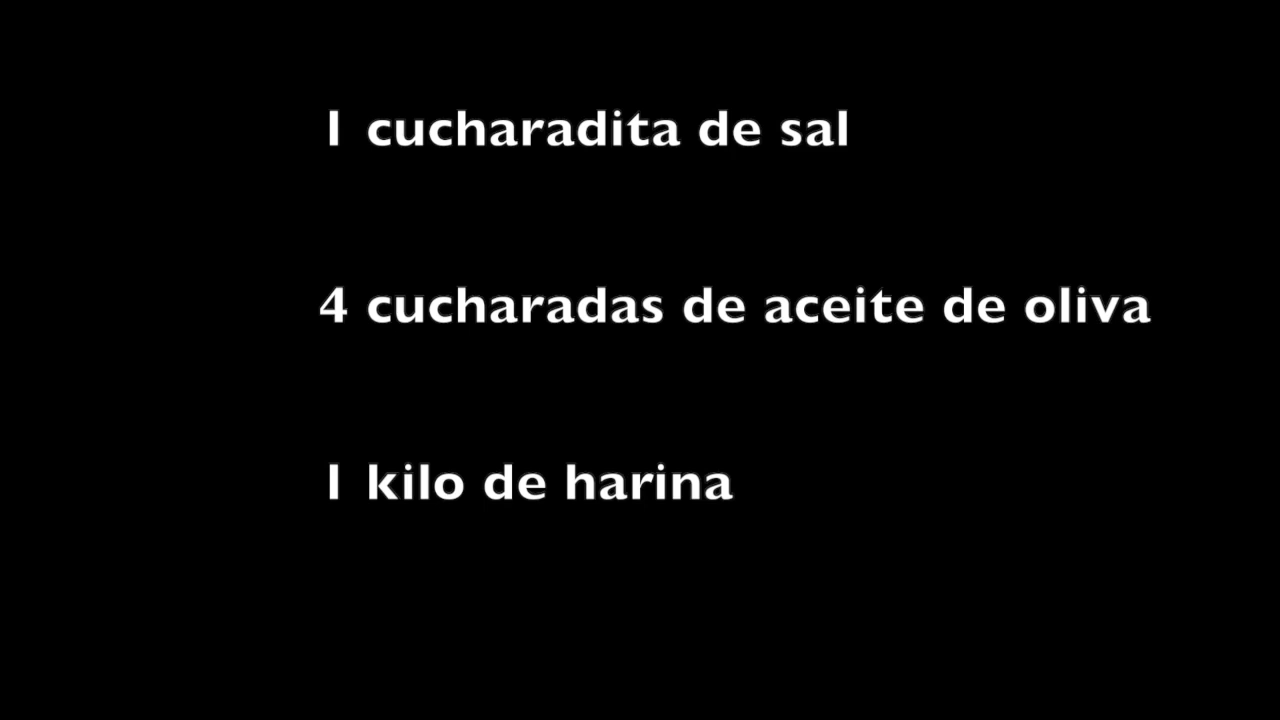 1 cucharadita de sal
4 cucharadas de aceite de oliva
1 kilo de harina